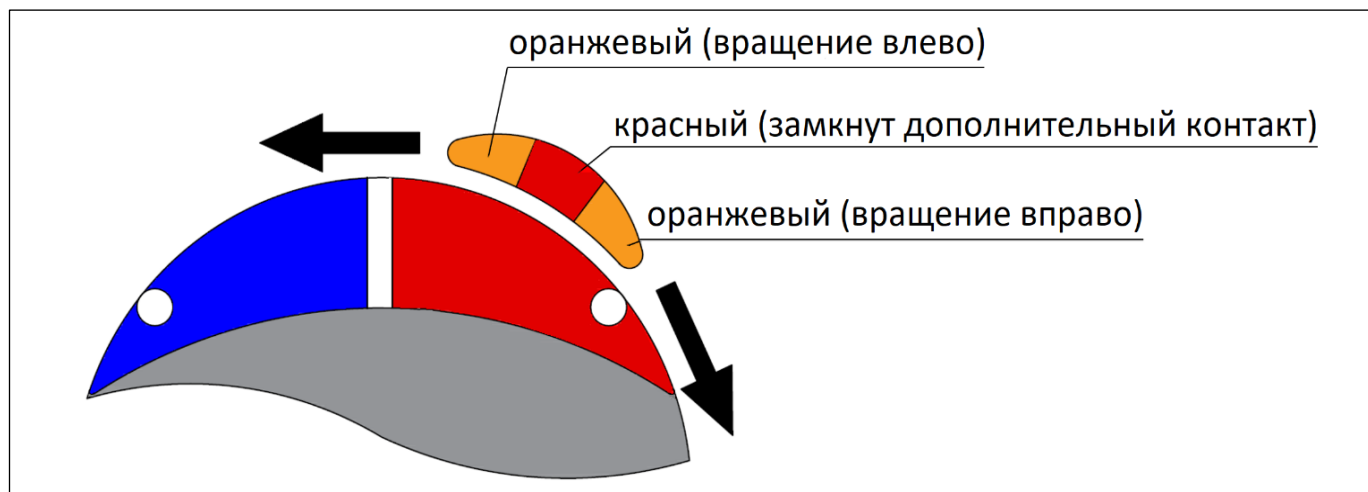 оранжевый (вращение влево)
красный (замкнут дополнительный контакт)
оранжевый (вращение вправо)